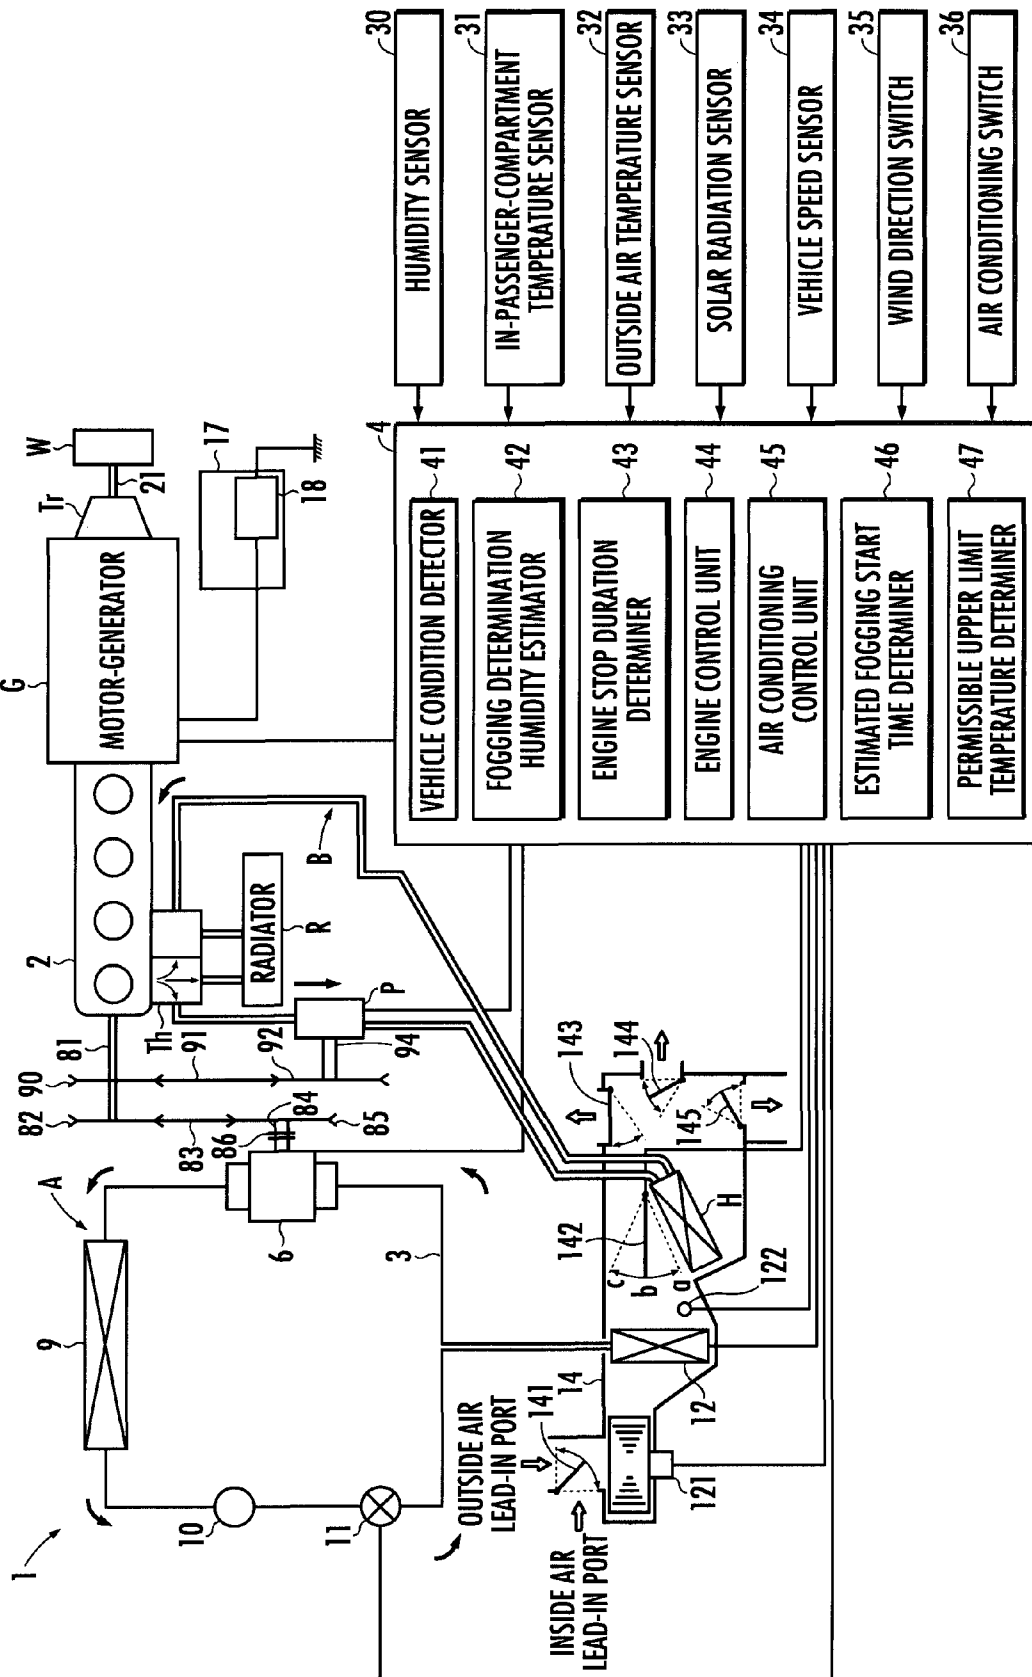 1
A
9
10
11
3
6
82
90
81
83
91
86
84
85
92
94
2
Th
P
RADIATOR
R
B
G
MOTOR-GENERATOR
Tr
W
21
17
18
OUTSIDE AIR
LEAD-IN PORT
INSIDE AIR
LEAD-IN PORT
141
14
12
121
122
142
c
b
a
H
143
144
145
4
VEHICLE CONDITION DETECTOR
41
FOGGING DETERMINATION
HUMIDITY ESTIMATOR
42
ENGINE STOP DURATION
DETERMINER
43
ENGINE CONTROL UNIT
44
AIR CONDITIONING
CONTROL UNIT
45
ESTIMATED FOGGING START
TIME DETERMINER
46
PERMISSIBLE UPPER LIMIT
TEMPERATURE DETERMINER
47
HUMIDITY SENSOR
30
IN-PASSENGER-COMPARTMENT
TEMPERATURE SENSOR
31
OUTSIDE AIR TEMPERATURE SENSOR
32
SOLAR RADIATION SENSOR
33
VEHICLE SPEED SENSOR
34
WIND DIRECTION SWITCH
35
AIR CONDITIONING SWITCH
36